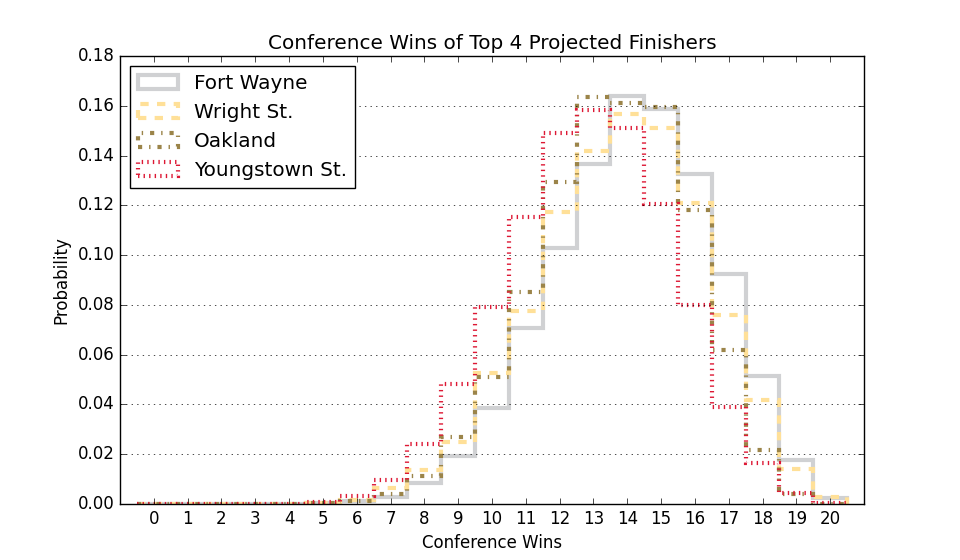 Conference Wins of Top 4 Projected Finishers
0.18
0.16
0.14
0.12
0.10
0.08
0.06
0.04
0.02
0.00
Probability
Fort Wayne
Wright St.
Oakland
Youngstown St.
0 1 2 3 4 5 6 7 8 9 10 11 12 13 14 15 16 17 18 19 20
Conference Wins